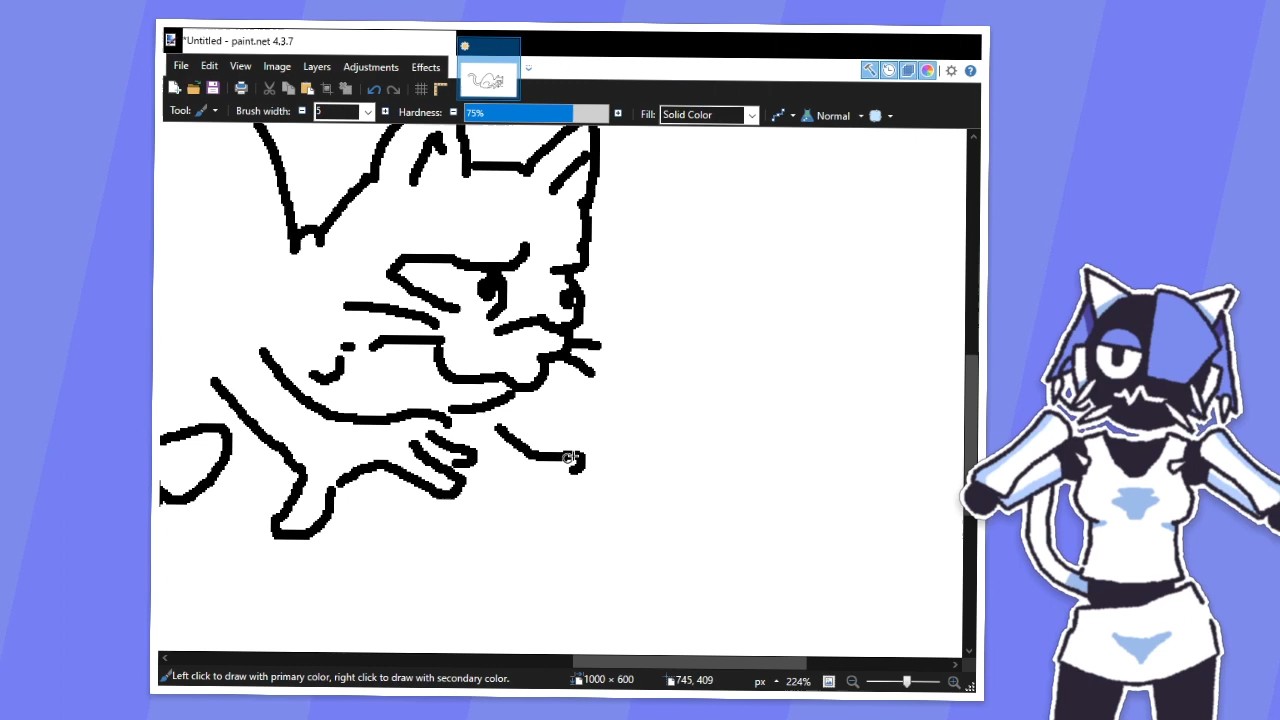 *Untitled - paint.net 4.3.7
File Edit View Image Layers Adjustments Effects
Tool: Brush width: 5 Hardness: 75% Fill: Solid Color Normal
Left click to draw with primary color, right click to draw with secondary color. 1000 × 600 745, 409 px 224%